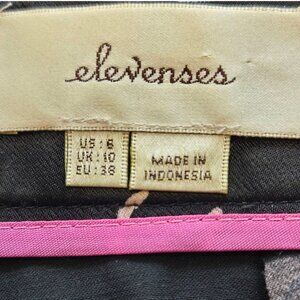 elevenses
US : 6
UK : 10
EU : 38
MADE IN
INDONESIA